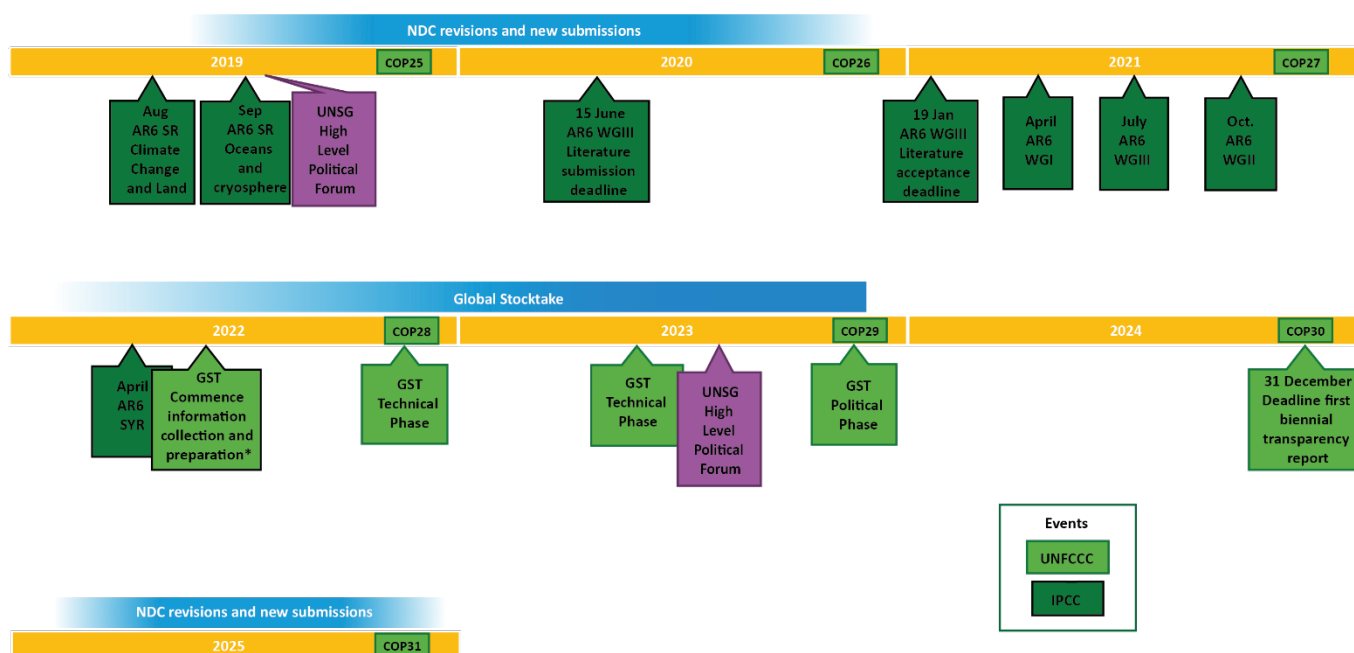 NDC revisions and new submissions
2019
COP25
2020
COP26
2021
COP27
Aug
AR6 SR
Climate
Change
and Land
Sep
AR6 SR
Oceans
and
cryosphere
UNSG
High
Level
Political
Forum
15 June
AR6 WGIII
Literature
submission
deadline
19 Jan
AR6 WGIII
Literature
acceptance
deadline
April
AR6
WGI
July
AR6
WGIII
Oct.
AR6
WGII
Global Stocktake
2022
COP28
2023
COP29
2024
COP30
April
AR6
SYR
GST
Commence
information
collection and
preparation*
GST
Technical
Phase
GST
Technical
Phase
UNSG
High
Level
Political
Forum
GST
Political
Phase
31 December
Deadline first
biennial
transparency
report
Events
UNFCCC
IPCC
NDC revisions and new submissions
2025
COP31